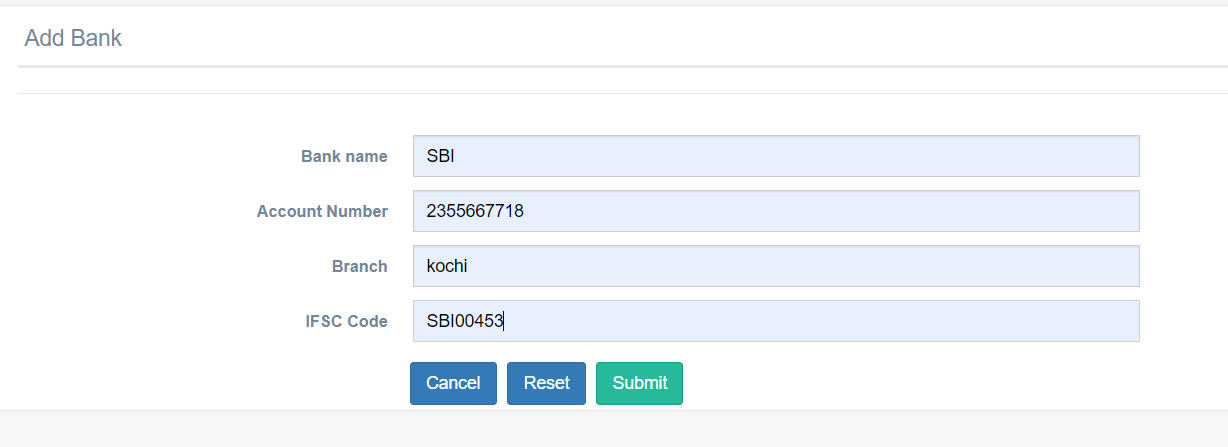 Add Bank
Bank name SBI
Account Number 2355667718
Branch kochi
IFSC Code SBI00453
Cancel Reset Submit